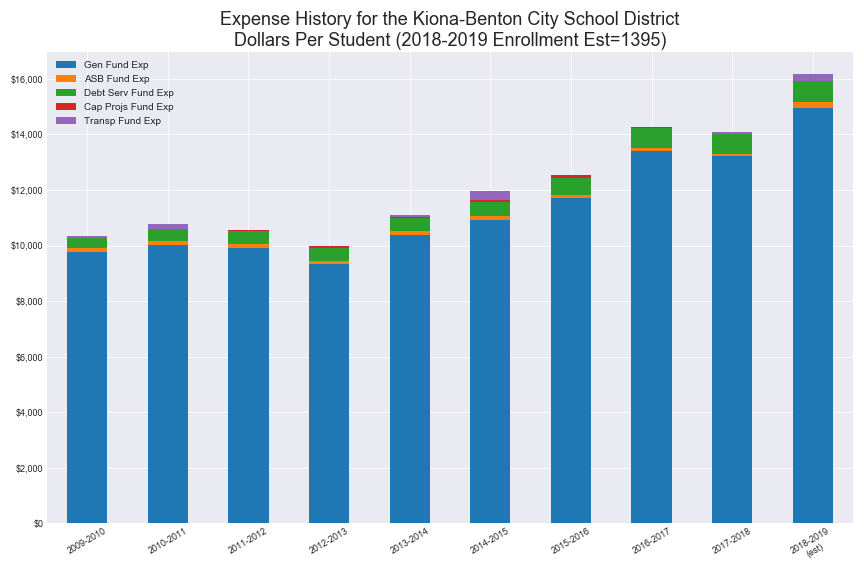 Expense History for the Kiona-Benton City School District
Dollars Per Student (2018-2019 Enrollment Est=1395)
Gen Fund Exp
ASB Fund Exp
Debt Serv Fund Exp
Cap Projs Fund Exp
Transp Fund Exp
$16,000
$14,000
$12,000
$10,000
$8,000
$6,000
$4,000
$2,000
$0
2009-2010
2010-2011
2011-2012
2012-2013
2013-2014
2014-2015
2015-2016
2016-2017
2017-2018
2018-2019
(est)